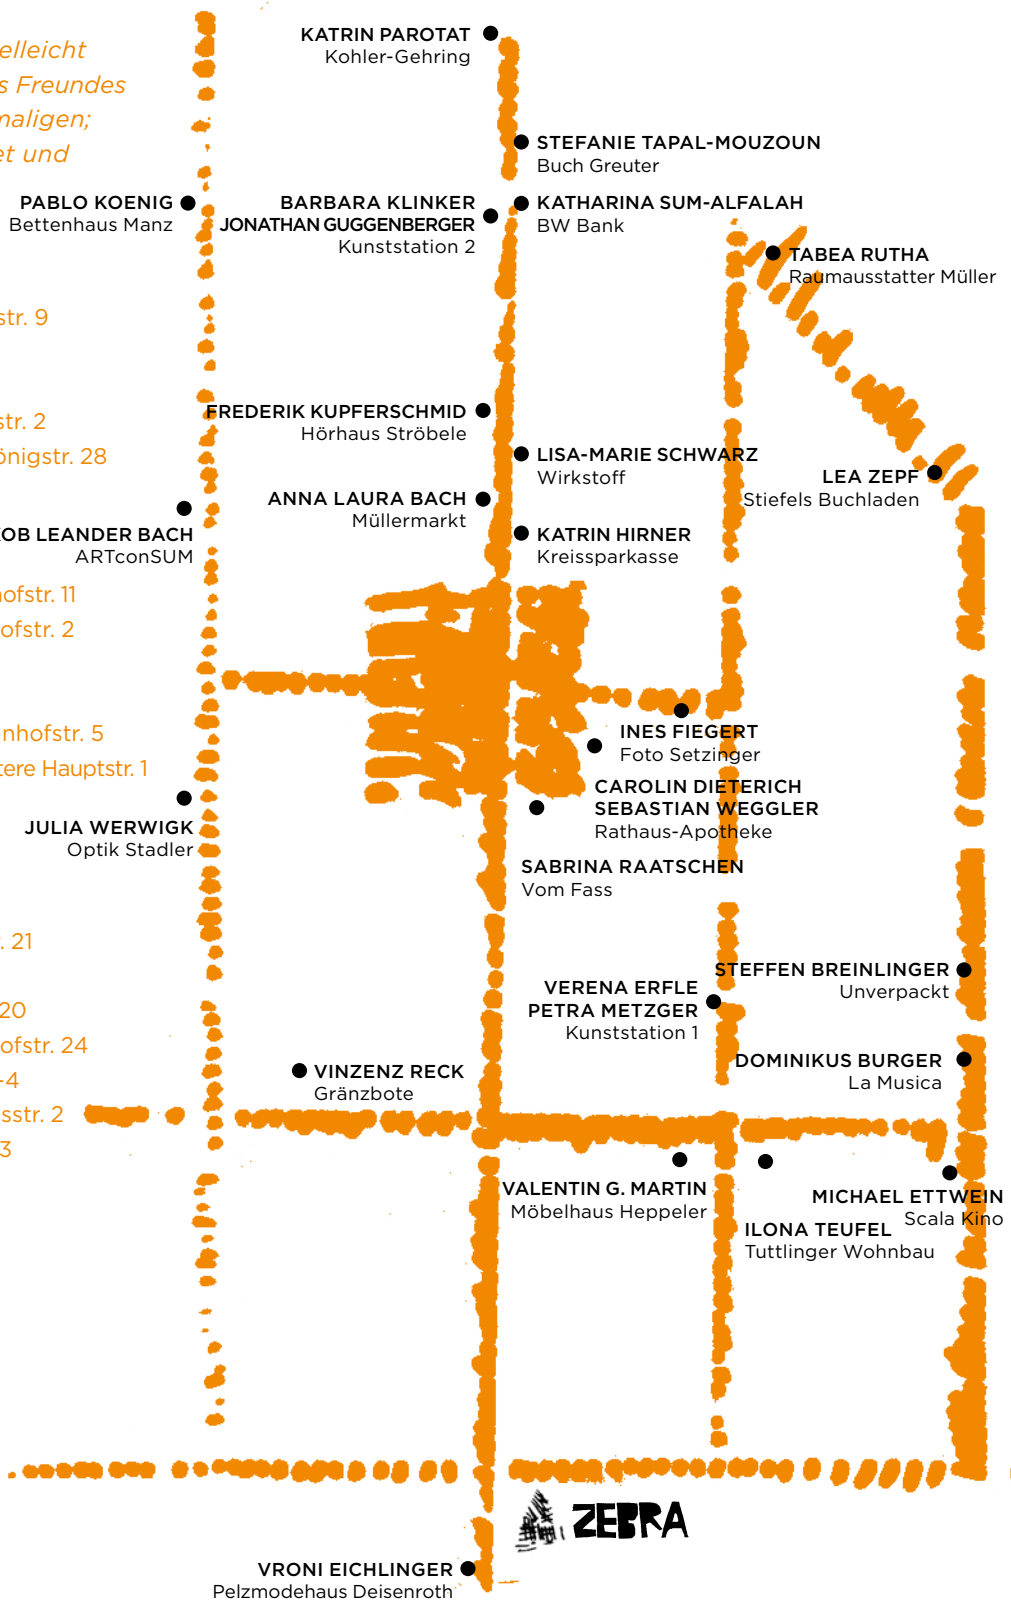 elleicht
s Freundes
naligen;
et und
str. 9
str. 2
önigstr. 28
ofstr. 11
ofstr. 2
nhofstr. 5
tere Hauptstr. 1
. 21
20
ofstr. 24
-4
sstr. 2
3
KATRIN PAROTAT
Kohler-Gehring
STEFANIE TAPAL-MOUZOUN
Buch Greuter
PABLO KOENIG
Bettenhaus Manz
BARBARA KLINKER
JONATHAN GUGGENBERGER
Kunststation 2
KATHARINA SUM-ALFALAH
BW Bank
TABEA RUTHA
Raumausstatter Müller
FREDERIK KUPFERSCHMID
Hörhaus Ströbele
LISA-MARIE SCHWARZ
Wirkstoff
LEA ZEPF
Stiefels Buchladen
ANNA LAURA BACH
Müllermarkt
KATRIN HIRNER
Kreissparkasse
KOB LEANDER BACH
ARTconSUM
INES FIEGERT
Foto Setzinger
CAROLIN DIETERICH
SEBASTIAN WEGGLER
Rathaus-Apotheke
JULIA WERWIGK
Optik Stadler
SABRINA RAATSCHEN
Vom Fass
STEFFEN BREINLINGER
Unverpackt
VERENA ERFLE
PETRA METZGER
Kunststation 1
DOMINIKUS BURGER
La Musica
VINZENZ RECK
Gränzbote
VALENTIN G. MARTIN
Möbelhaus Heppeler
MICHAEL ETTWEIN
Scala Kino
ILONA TEUFEL
Tuttlinger Wohnbau
ZEBRA
VRONI EICHLINGER
Pelzmodehaus Deisenroth